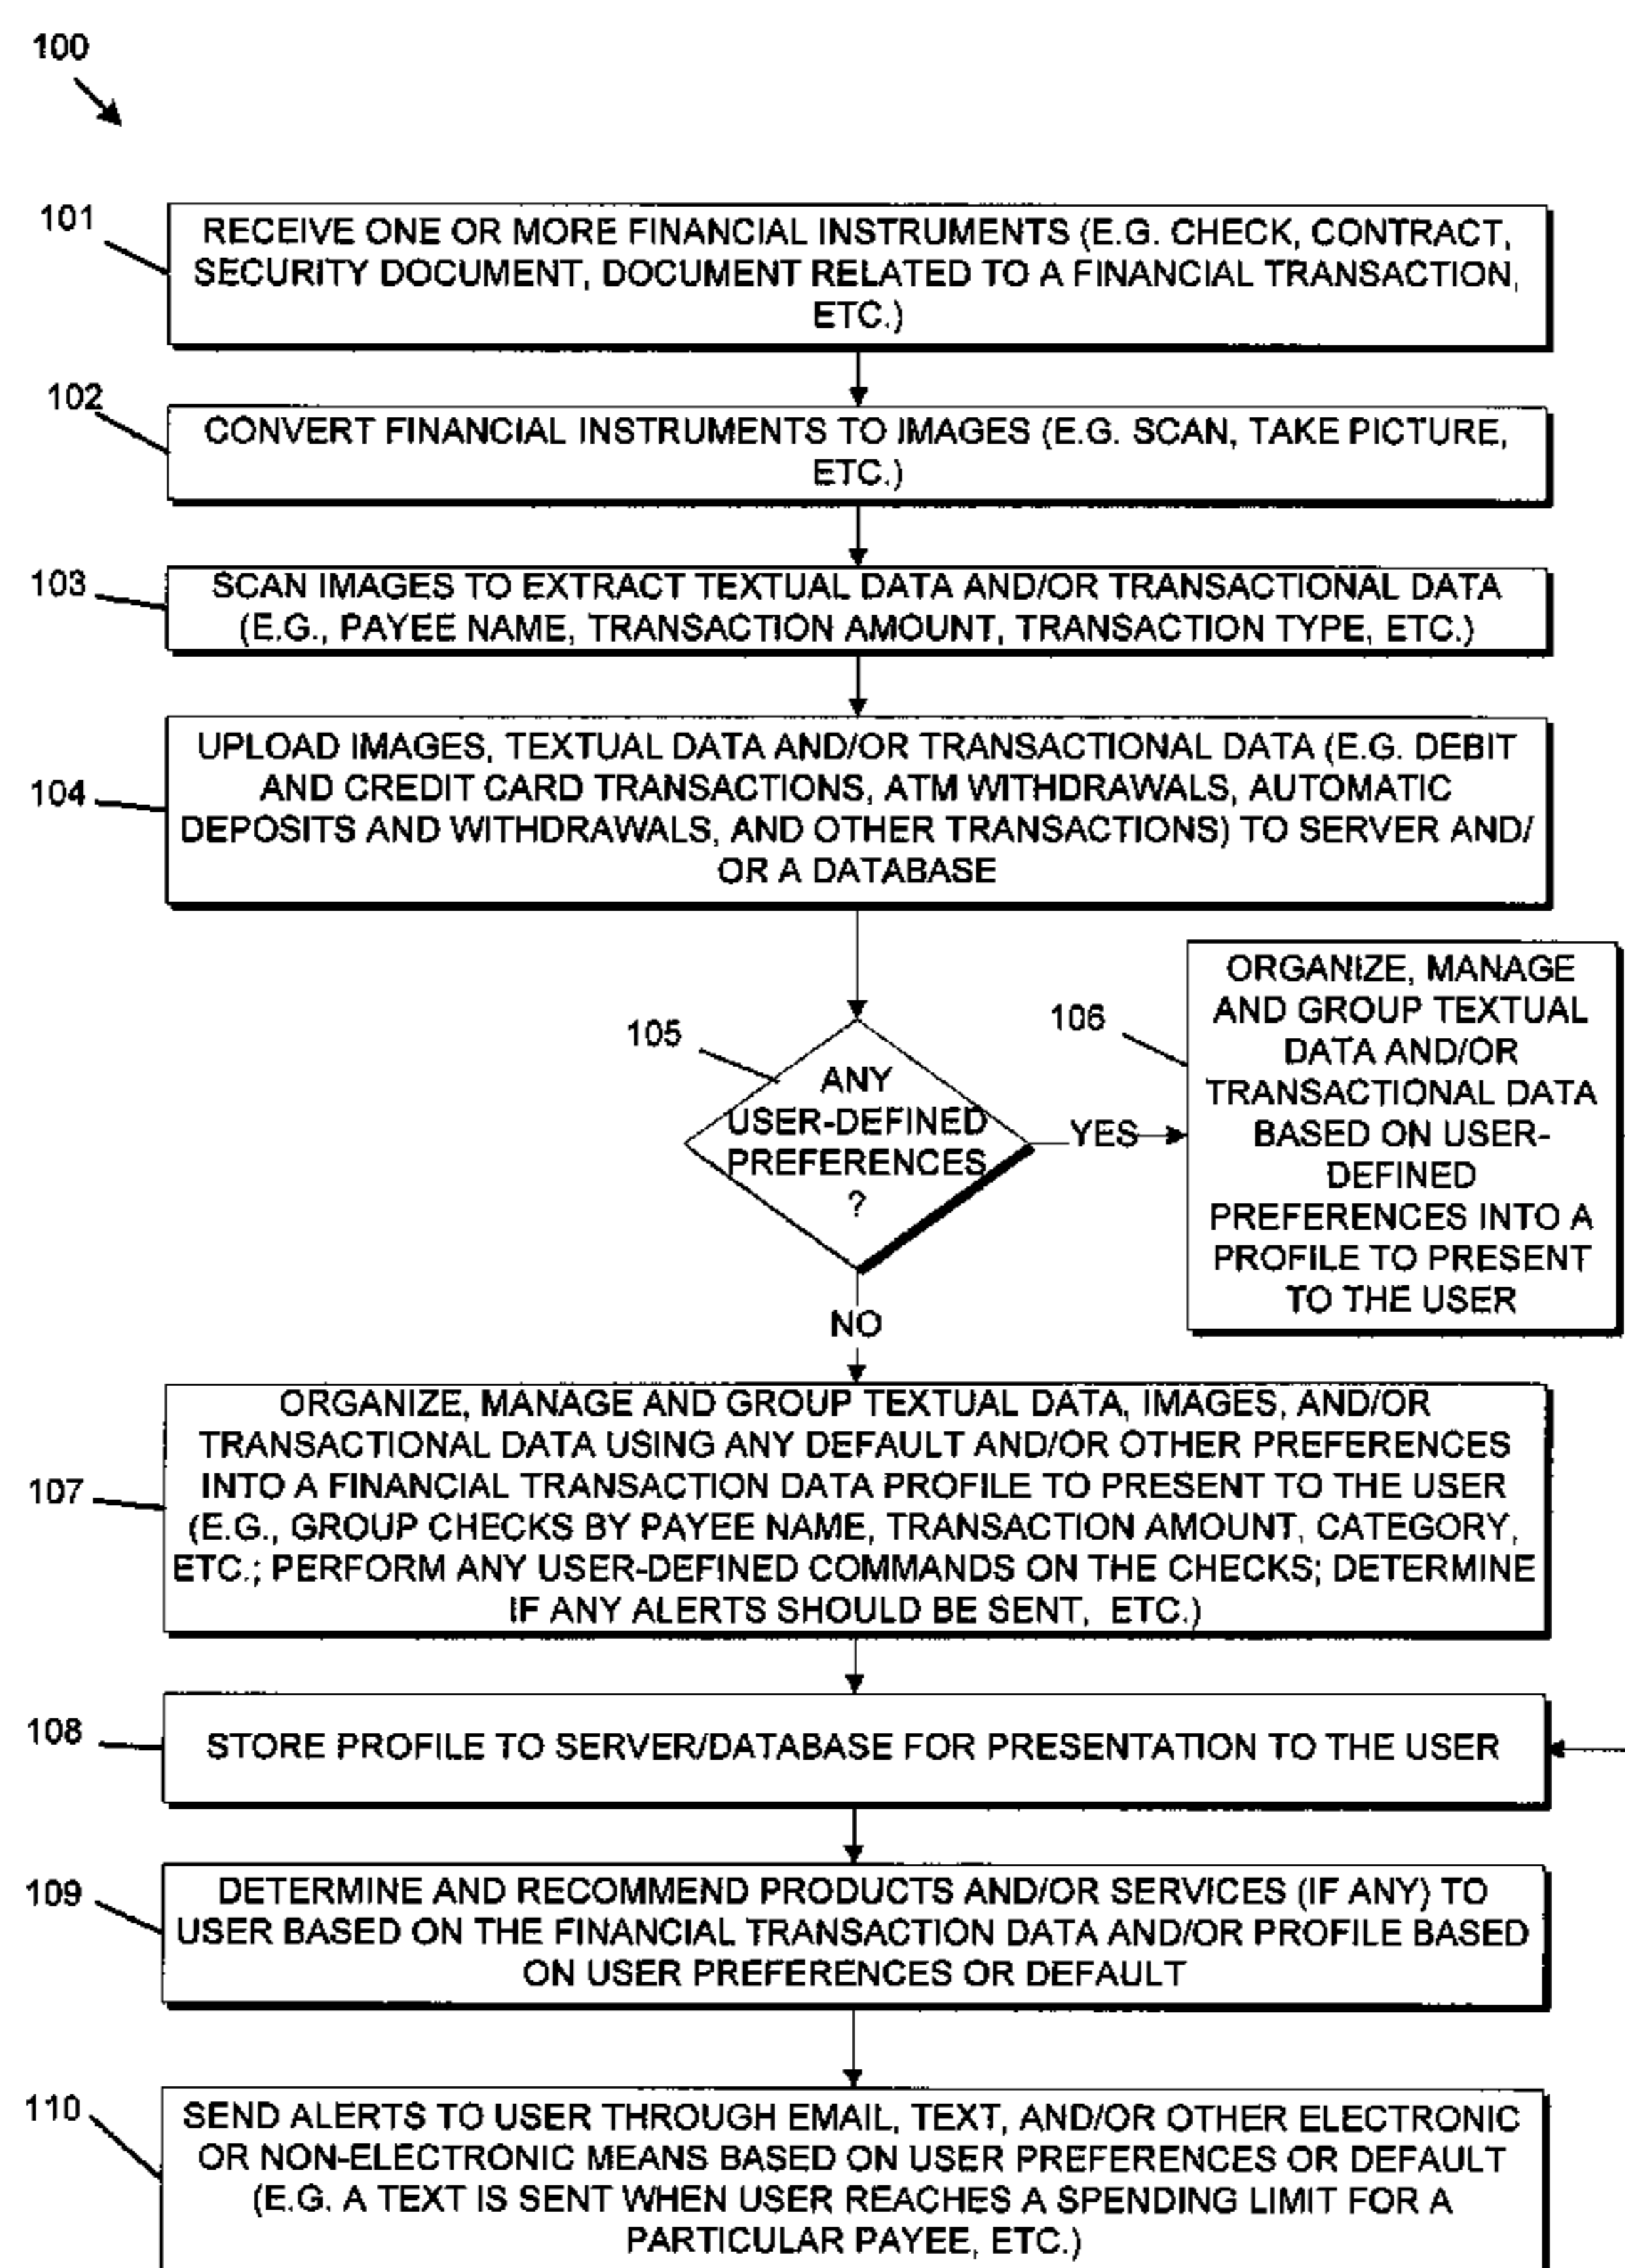 100
101
RECEIVE ONE OR MORE FINANCIAL INSTRUMENTS (E.G. CHECK, CONTRACT,
SECURITY DOCUMENT, DOCUMENT RELATED TO A FINANCIAL TRANSACTION,
ETC.)
102
CONVERT FINANCIAL INSTRUMENTS TO IMAGES (E.G. SCAN, TAKE PICTURE,
ETC.)
103
SCAN IMAGES TO EXTRACT TEXTUAL DATA AND/OR TRANSACTIONAL DATA
(E.G., PAYEE NAME, TRANSACTION AMOUNT, TRANSACTION TYPE, ETC.)
104
UPLOAD IMAGES, TEXTUAL DATA AND/OR TRANSACTIONAL DATA (E.G. DEBIT
AND CREDIT CARD TRANSACTIONS, ATM WITHDRAWALS, AUTOMATIC
DEPOSITS AND WITHDRAWALS, AND OTHER TRANSACTIONS) TO SERVER AND/
OR A DATABASE
105
ANY
USER-DEFINED
PREFERENCES
?
YES
106
ORGANIZE, MANAGE
AND GROUP TEXTUAL
DATA AND/OR
TRANSACTIONAL DATA
BASED ON USER-
DEFINED
PREFERENCES INTO A
PROFILE TO PRESENT
TO THE USER
NO
107
ORGANIZE, MANAGE AND GROUP TEXTUAL DATA, IMAGES, AND/OR
TRANSACTIONAL DATA USING ANY DEFAULT AND/OR OTHER PREFERENCES
INTO A FINANCIAL TRANSACTION DATA PROFILE TO PRESENT TO THE USER
(E.G., GROUP CHECKS BY PAYEE NAME, TRANSACTION AMOUNT, CATEGORY,
ETC.; PERFORM ANY USER-DEFINED COMMANDS ON THE CHECKS; DETERMINE
IF ANY ALERTS SHOULD BE SENT, ETC.)
108
STORE PROFILE TO SERVER/DATABASE FOR PRESENTATION TO THE USER
109
DETERMINE AND RECOMMEND PRODUCTS AND/OR SERVICES (IF ANY) TO
USER BASED ON THE FINANCIAL TRANSACTION DATA AND/OR PROFILE BASED
ON USER PREFERENCES OR DEFAULT
110
SEND ALERTS TO USER THROUGH EMAIL, TEXT, AND/OR OTHER ELECTRONIC
OR NON-ELECTRONIC MEANS BASED ON USER PREFERENCES OR DEFAULT
(E.G. A TEXT IS SENT WHEN USER REACHES A SPENDING LIMIT FOR A
PARTICULAR PAYEE, ETC.)